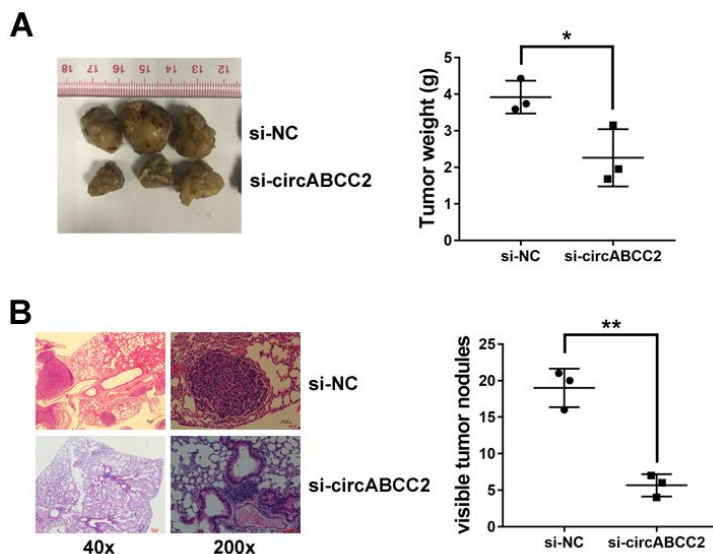 A
18 17 16 15 14 13 12
si-NC
si-circABCC2
Tumor weight (g)
5
4
3
2
1
0
*
si-NC
si-circABCC2
B
si-NC
si-circABCC2
40x
200x
visible tumor nodules
25
20
15
10
5
0
**
si-NC
si-circABCC2